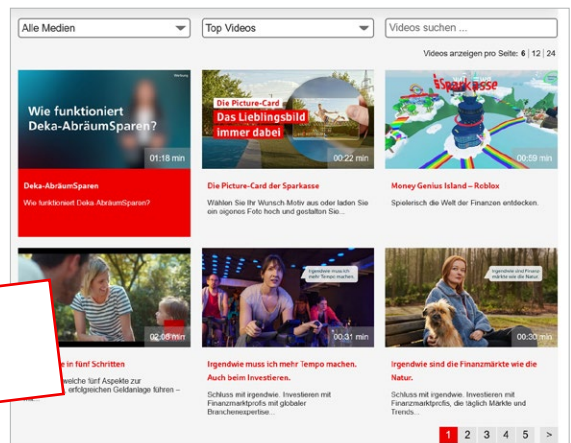 Alle Medien
Top Videos
Videos suchen ...
Videos anzeigen pro Seite: 6 | 12 | 24
Wie funktioniert
Deka-AbräumSparen?
01:18 min
Die Picture-Card
Das Lieblingsbild
immer dabei
00:22 min
Sparkasse
00:59 min
Deka-AbräumSparen
Wie funktioniert Deka-AbräumSparen?
Die Picture-Card der Sparkasse
Wählen Sie Ihr Wunsch-Motiv aus oder laden Sie
ein eigenes Foto hoch und gestalten Sie...
Money Genius Island – Roblox
Spielerisch die Welt der Finanzen entdecken.
02:08 min
Irgendwie muss ich
mehr Tempo machen.
00:31 min
Irgendwie sind die Finanz
märkte wie die Natur.
00:30 min
e in fünf Schritten
welche fünf Aspekte zur
erfolgreichen Geldanlage führen –
Irgendwie muss ich mehr Tempo machen.
Auch beim Investieren.
Schluss mit irgendwie. Investieren mit
Finanzmarktprofis mit globaler
Branchenexpertise...
Irgendwie sind die Finanzmärkte wie die
Natur.
Schluss mit irgendwie. Investieren mit
Finanzmarktprofis, die täglich Märkte und
Trends...
1 2 3 4 5 >